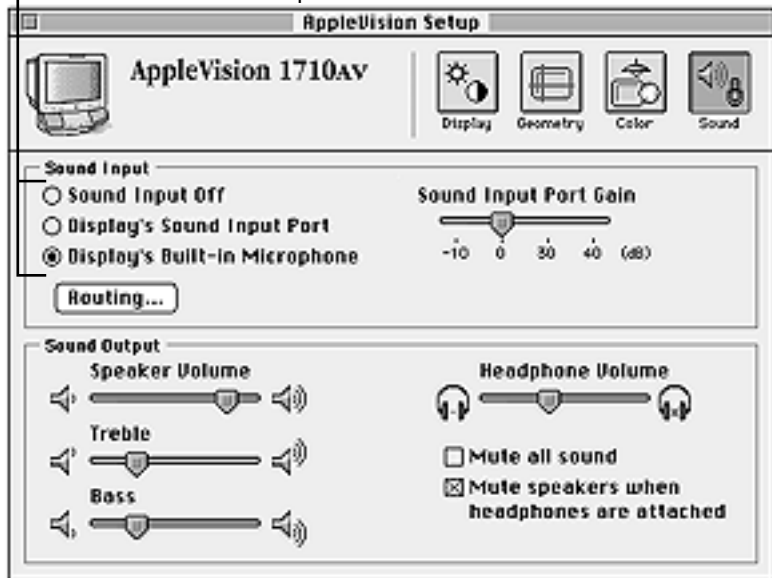 AppleVision Setup
AppleVision 1710AV
Display Geometry Color Sound
Sound Input
Sound Input Off
Display's Sound Input Port
Display's Built-in Microphone
Routing...
Sound Input Port Gain
-10 0 30 40 (dB)
Sound Output
Speaker Volume
Treble
Bass
Headphone Volume
Mute all sound
Mute speakers when
headphones are attached